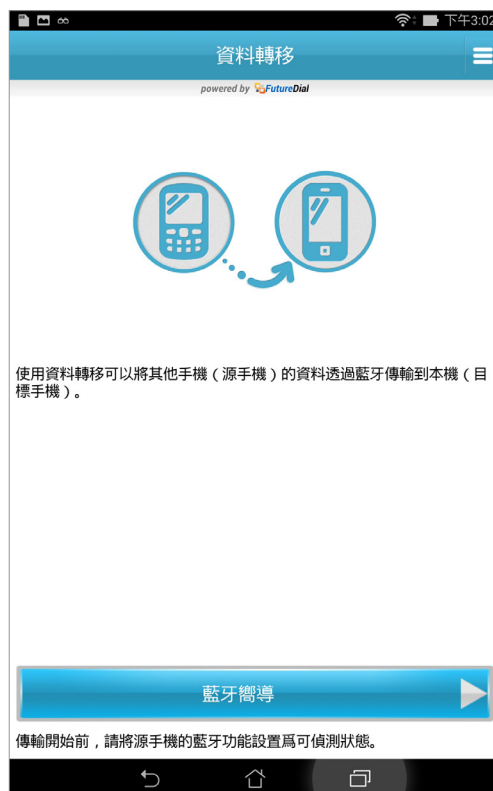 下午3:02
資料轉移
powered by FutureDial
使用資料轉移可以將其他手機（源手機）的資料透過藍牙傳輸到本機（目
標手機）。
藍牙嚮導
傳輸開始前，請將源手機的藍牙功能設置爲可偵測狀態。